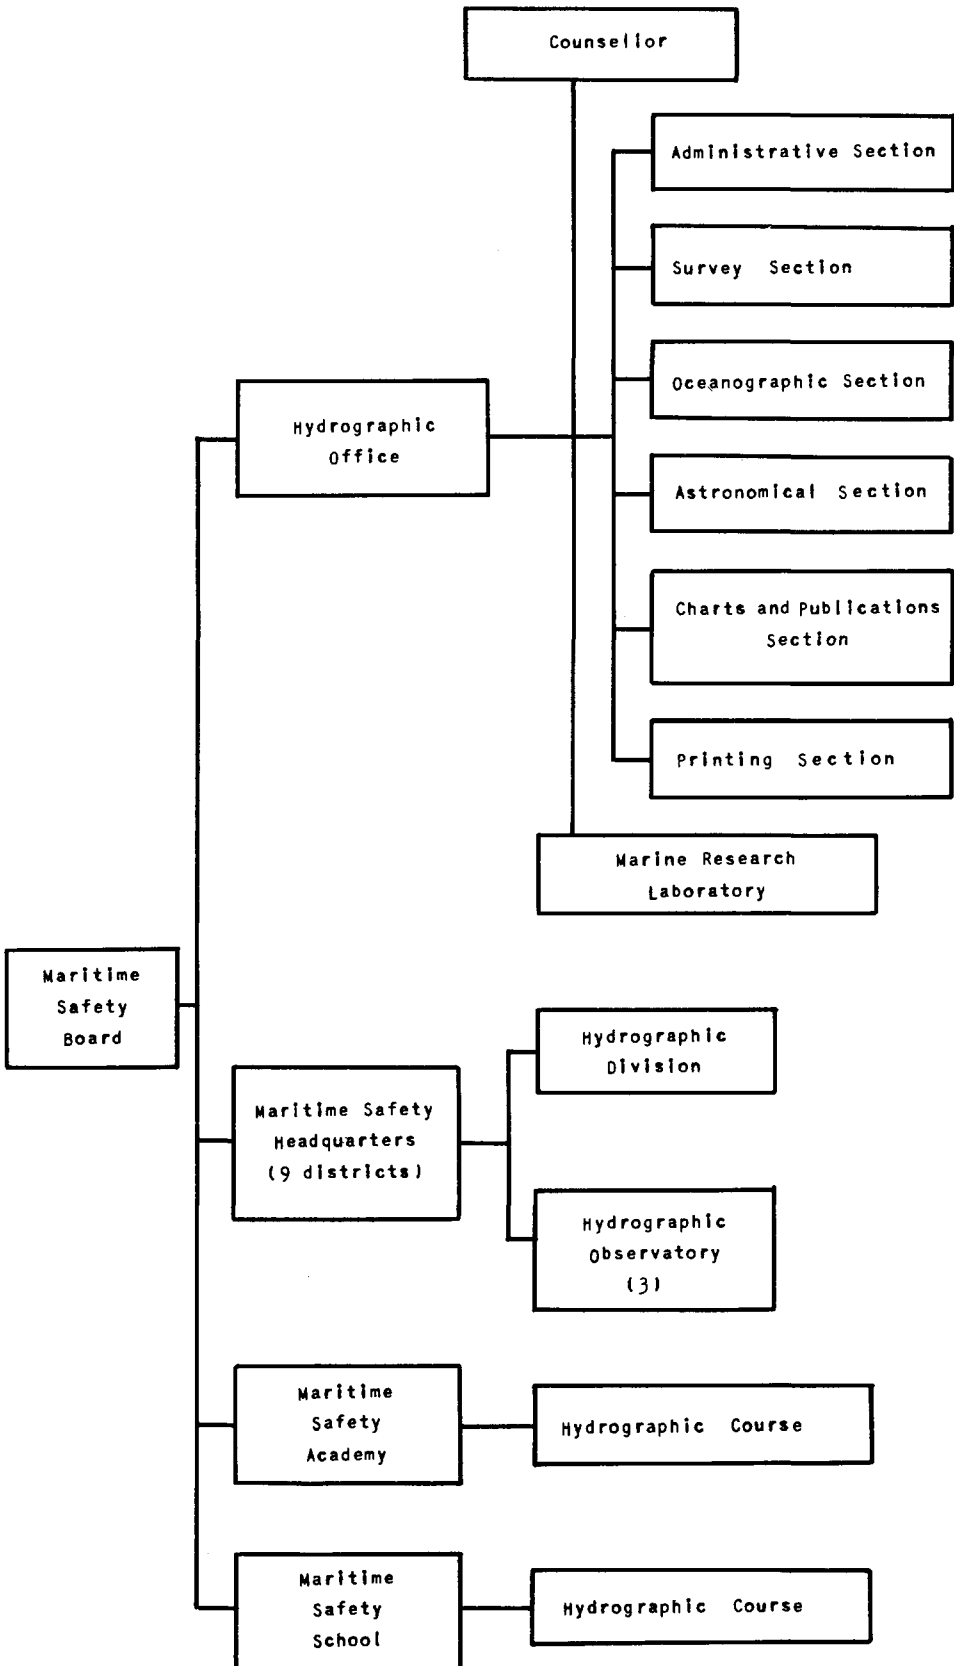 Counsellor
Administrative Section
Survey Section
Oceanographic Section
Hydrographic
Office
Astronomical Section
Charts and Publications
Section
Printing Section
Marine Research
Laboratory
Maritime
Safety
Board
Hydrographic
Division
Maritime Safety
Headquarters
(9 districts)
Hydrographic
Observatory
(3)
Maritime
Safety
Academy
Hydrographic Course
Maritime
Safety
School
Hydrographic Course